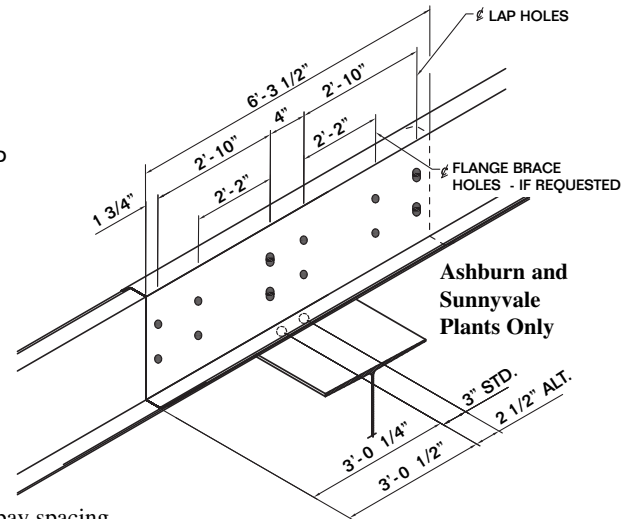 ℄ LAP HOLES
6'-3 1/2"
2'-10"
4"
2'-10"
2'-2"
2'-2"
1 3/4"
D
℄ FLANGE BRACE
HOLES - IF REQUESTED
Ashburn and
Sunnyvale
Plants Only
3" STD.
2 1/2" ALT.
3'-0 1/4"
3'-0 1/2"
bay spacing